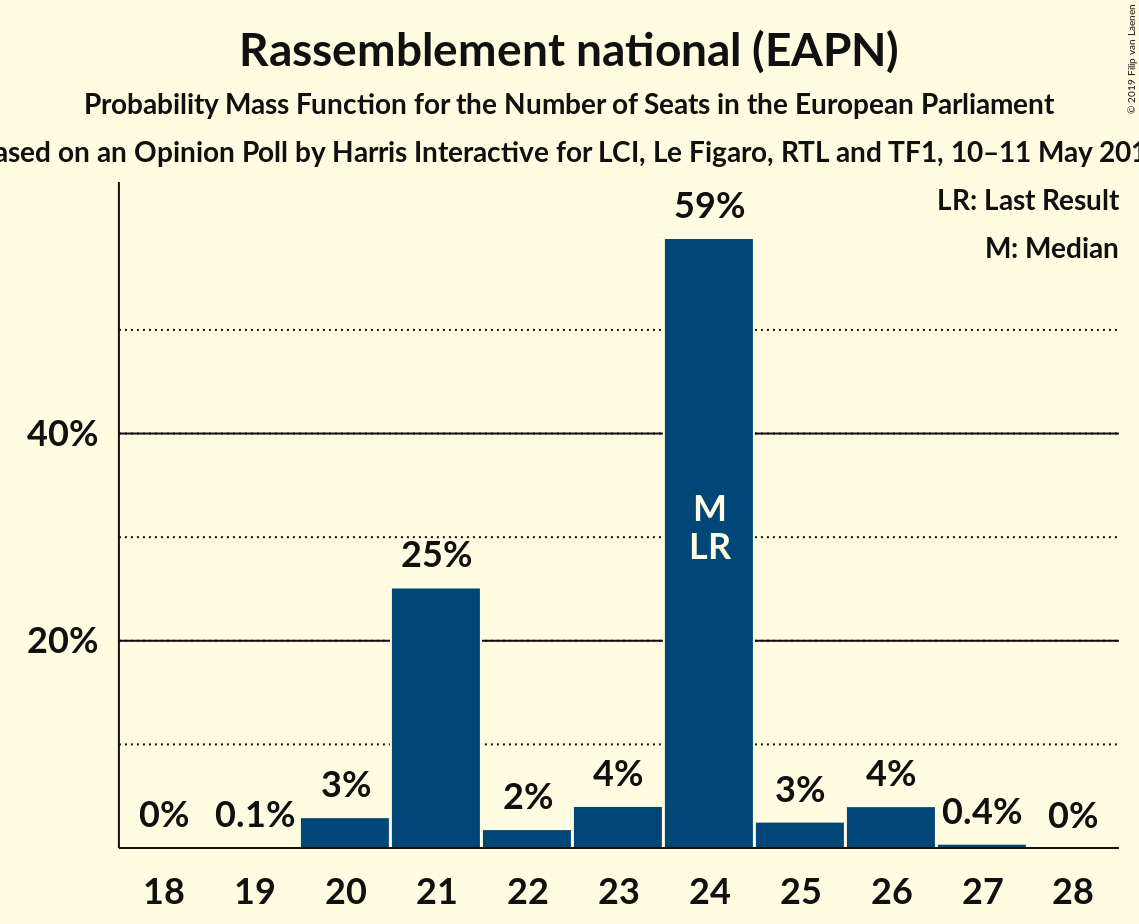 Rassemblement national (EAPN)
Probability Mass Function for the Number of Seats in the European Parliament
on an Opinion Poll by Harris Interactive for LCI, Le Figaro, RTL and TF1, 10–11 May
© 2019 Filip van Laenen
LR: Last Result
M: Median
59%
40%
M
LR
25%
20%
3%
2%
4%
3%
4%
0%
0.1%
0.4%
0%
18 19 20 21 22 23 24 25 26 27 28